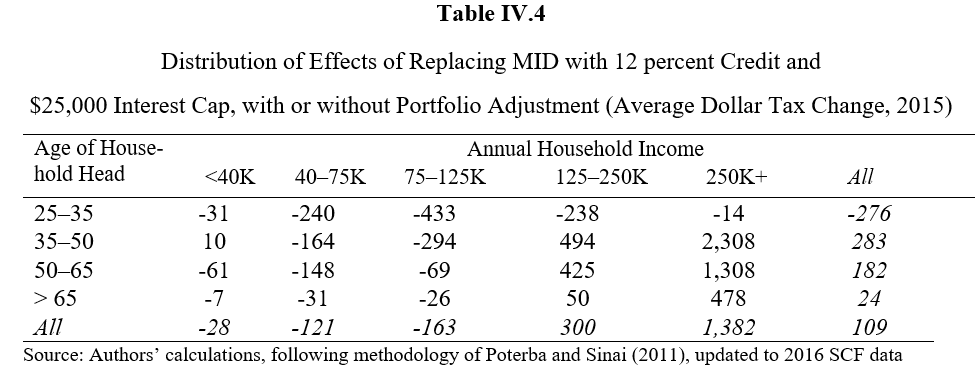 Table IV.4
Distribution of Effects of Replacing MID with 12 percent Credit and
$25,000 Interest Cap, with or without Portfolio Adjustment (Average Dollar Tax Change, 2015)
Age of House- Annual Household Income
hold Head <40K 40–75K 75–125K 125–250K 250K+ All
25–35 -31 -240 -433 -238 -14 -276
35–50 10 -164 -294 494 2,308 283
50–65 -61 -148 -69 425 1,308 182
> 65 -7 -31 -26 50 478 24
All -28 -121 -163 300 1,382 109
Source: Authors’ calculations, following methodology of Poterba and Sinai (2011), updated to 2016 SCF data